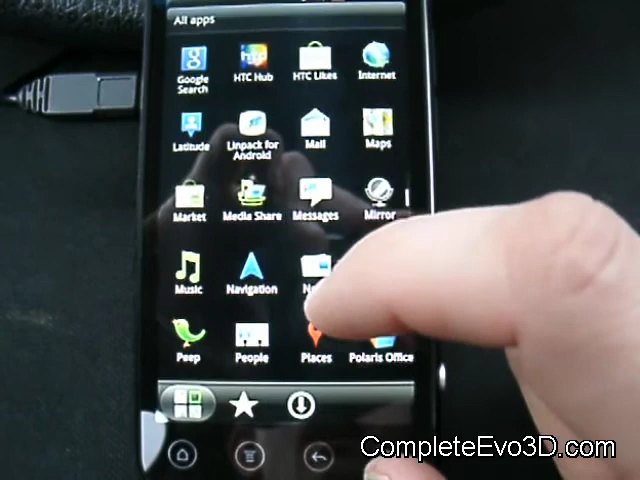 All apps
Google Search
HTC Hub
HTC Likes
Internet
Latitude
Linpack for Android
Mail
Maps
Market
Media Share
Messages
Mirror
Music
Navigation
Peep
People
Places
Polaris Office
CompleteEvo3D.com